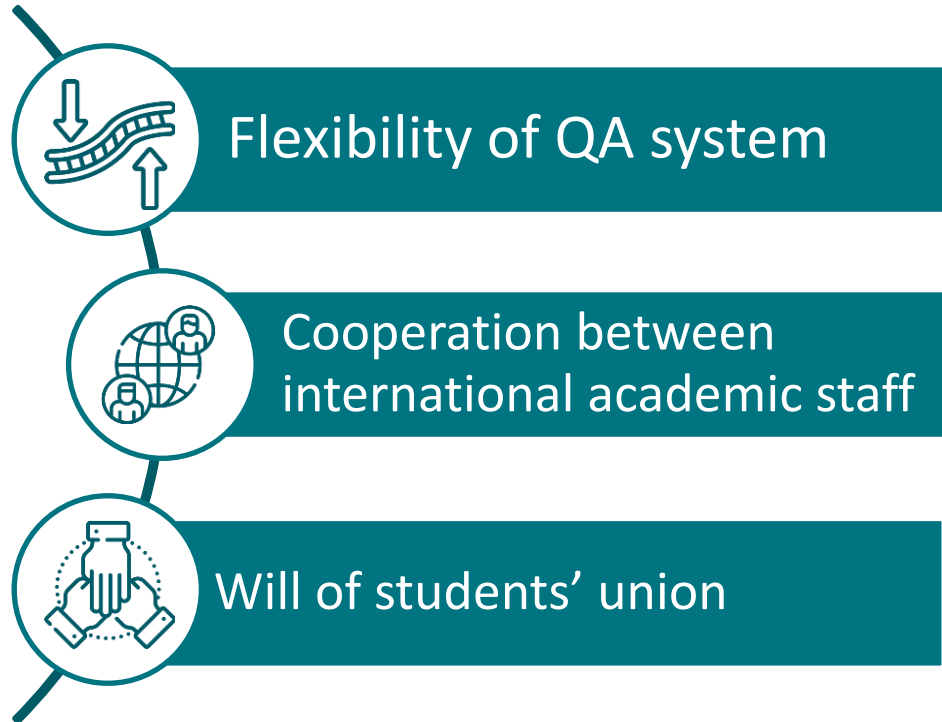 Flexibility of QA system
Cooperation between
international academic staff
Will of students’ union